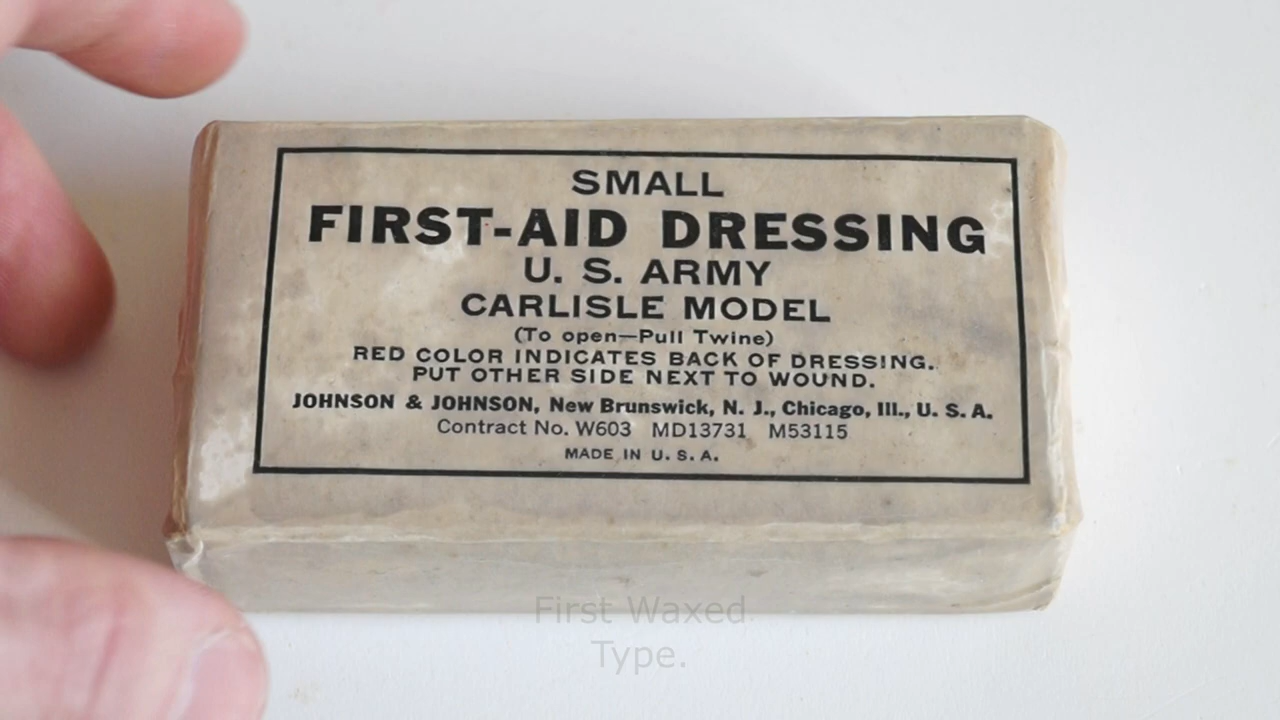 SMALL
FIRST-AID DRESSING
U. S. ARMY
CARLISLE MODEL
(To open—Pull Twine)
RED COLOR INDICATES BACK OF DRESSING.
PUT OTHER SIDE NEXT TO WOUND.
JOHNSON & JOHNSON, New Brunswick, N. J., Chicago, Ill., U. S. A.
Contract No. W603 MD13731 M53115
MADE IN U. S. A.
First Waxed
Type.